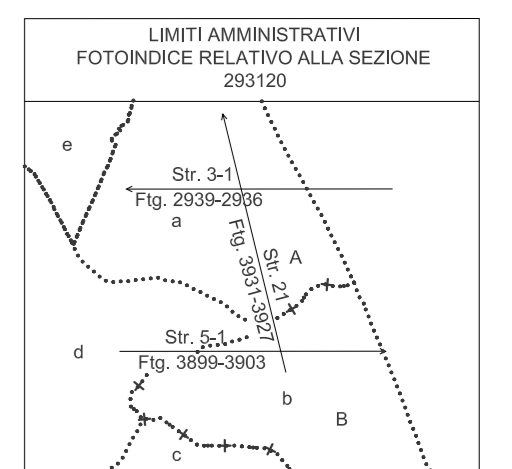 LIMITI AMMINISTRATIVI
FOTOINDICE RELATIVO ALLA SEZIONE
293120
e
Str. 3-1
Ftg. 2939-2936
a
A
Str. 21
Ftg. 3931-3927
Str. 5-1
d
Ftg. 3899-3903
b
B
c